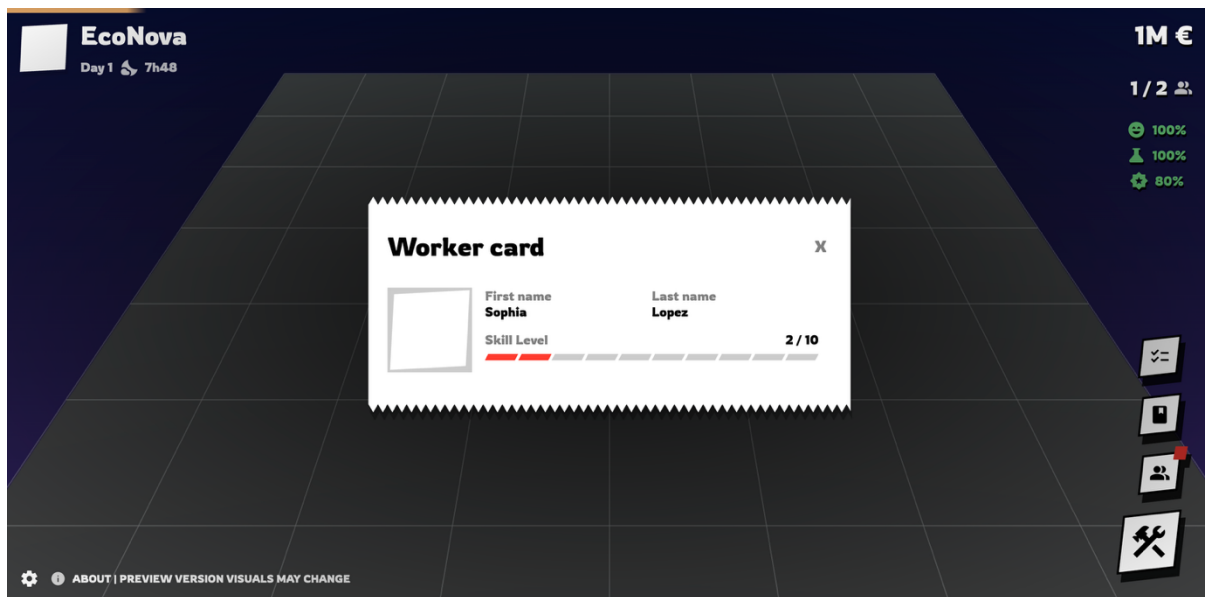 EcoNova
Day 1 7h48
1M €
1/2
100%
100%
80%
Worker card
X
First name
Last name
Sophia
Lopez
Skill Level
2 / 10
ABOUT | PREVIEW VERSION VISUALS MAY CHANGE